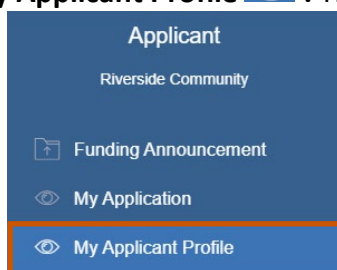 y Applicant Profile
Applicant
Riverside Community
Funding Announcement
My Application
My Applicant Profile